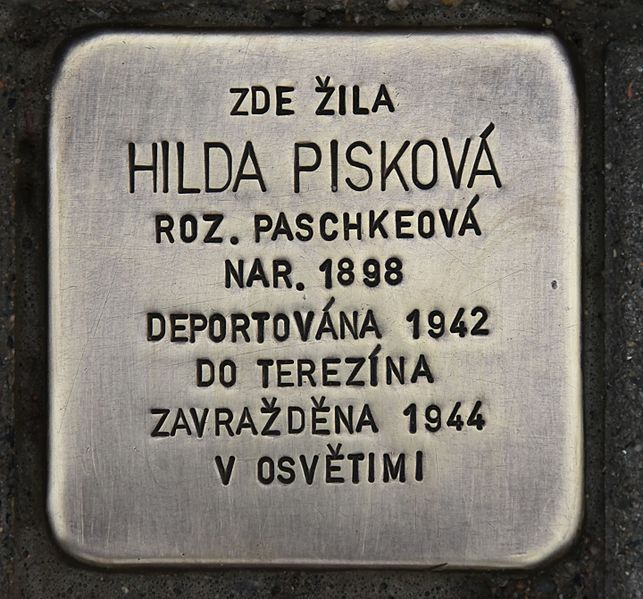 ZDE ŽILA
HILDA PISKOVÁ
ROZ. PASCHKEOVÁ
NAR. 1898
DEPORTOVÁNA 1942
DO TEREZÍNA
ZAVRAŽDĚNA 1944
V OSVĚTIMI